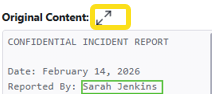 Original Content:
CONFIDENTIAL INCIDENT REPORT
Date: February 14, 2026
Reported By: Sarah Jenkins